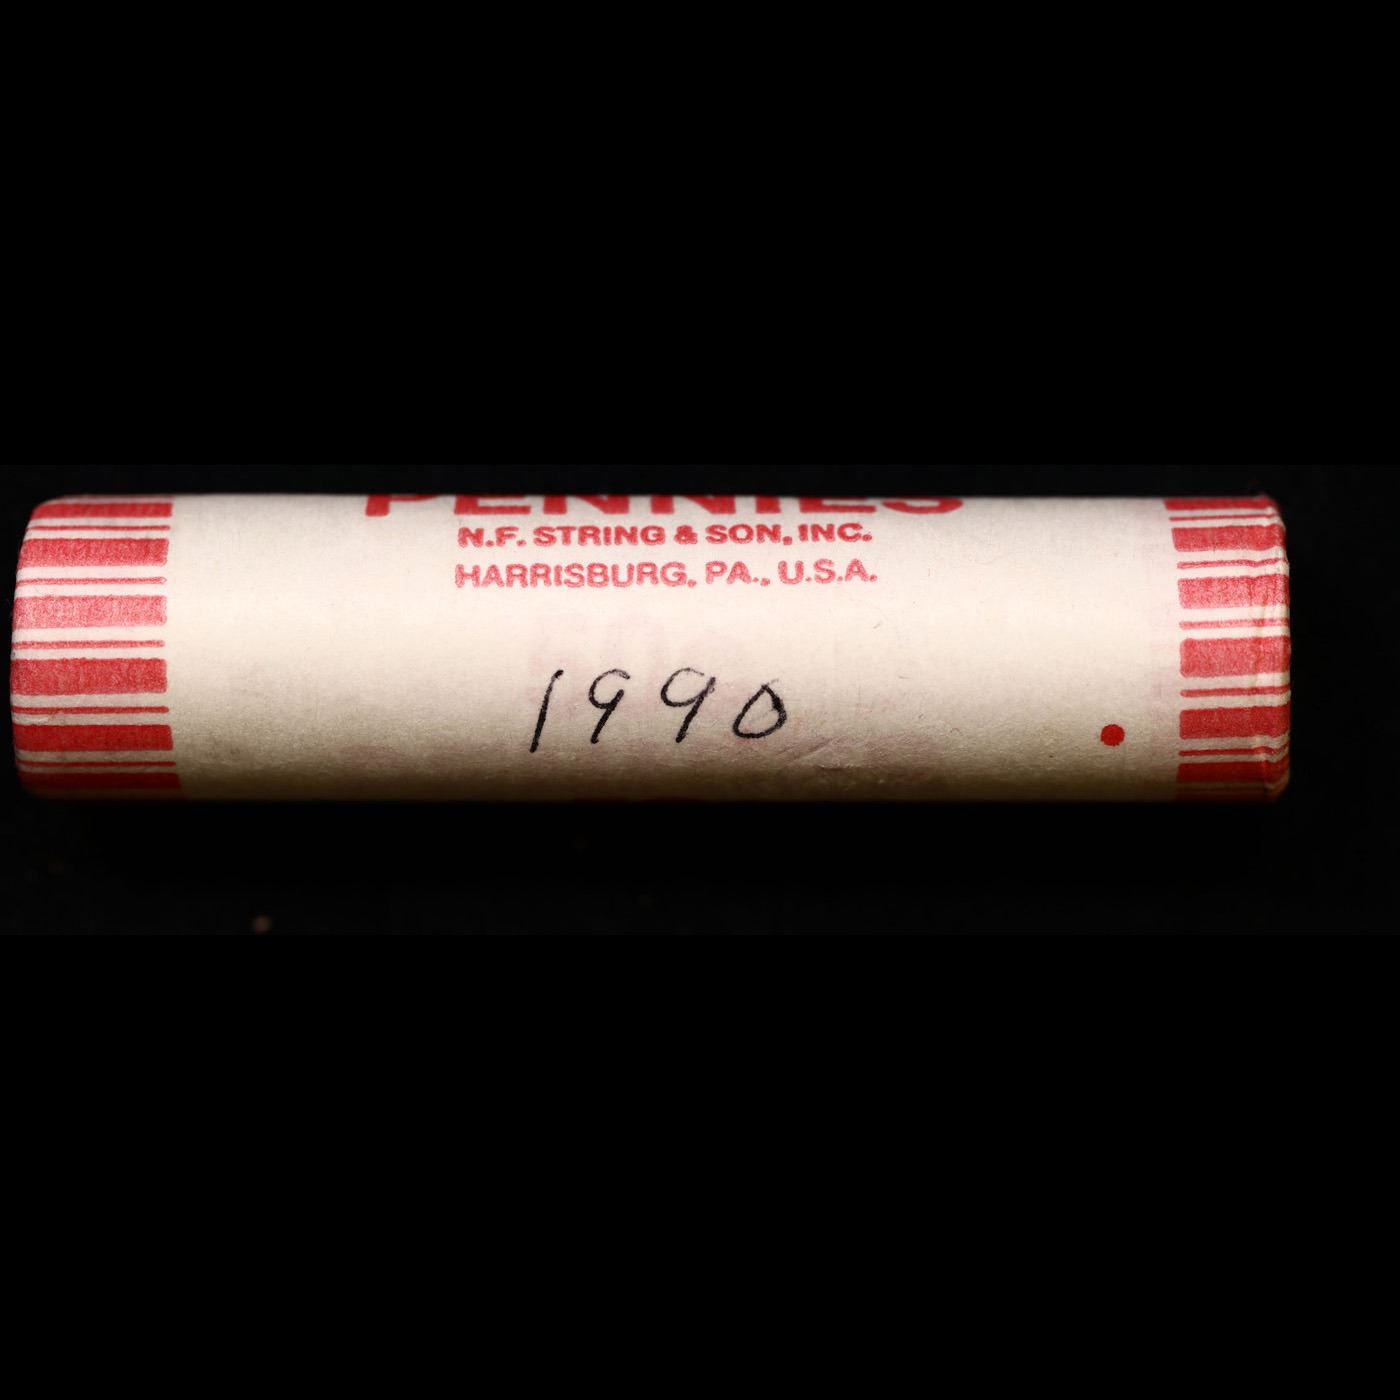 PENNIES
N.F. STRING & SON, INC.
HARRISBURG, PA., U.S.A.
1990